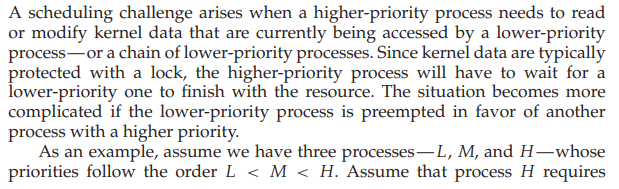 A scheduling challenge arises when a higher-priority process needs to read
or modify kernel data that are currently being accessed by a lower-priority
process—or a chain of lower-priority processes. Since kernel data are typically
protected with a lock, the higher-priority process will have to wait for a
lower-priority one to finish with the resource. The situation becomes more
complicated if the lower-priority process is preempted in favor of another
process with a higher priority.
As an example, assume we have three processes—L, M, and H—whose
priorities follow the order L < M < H. Assume that process H requires